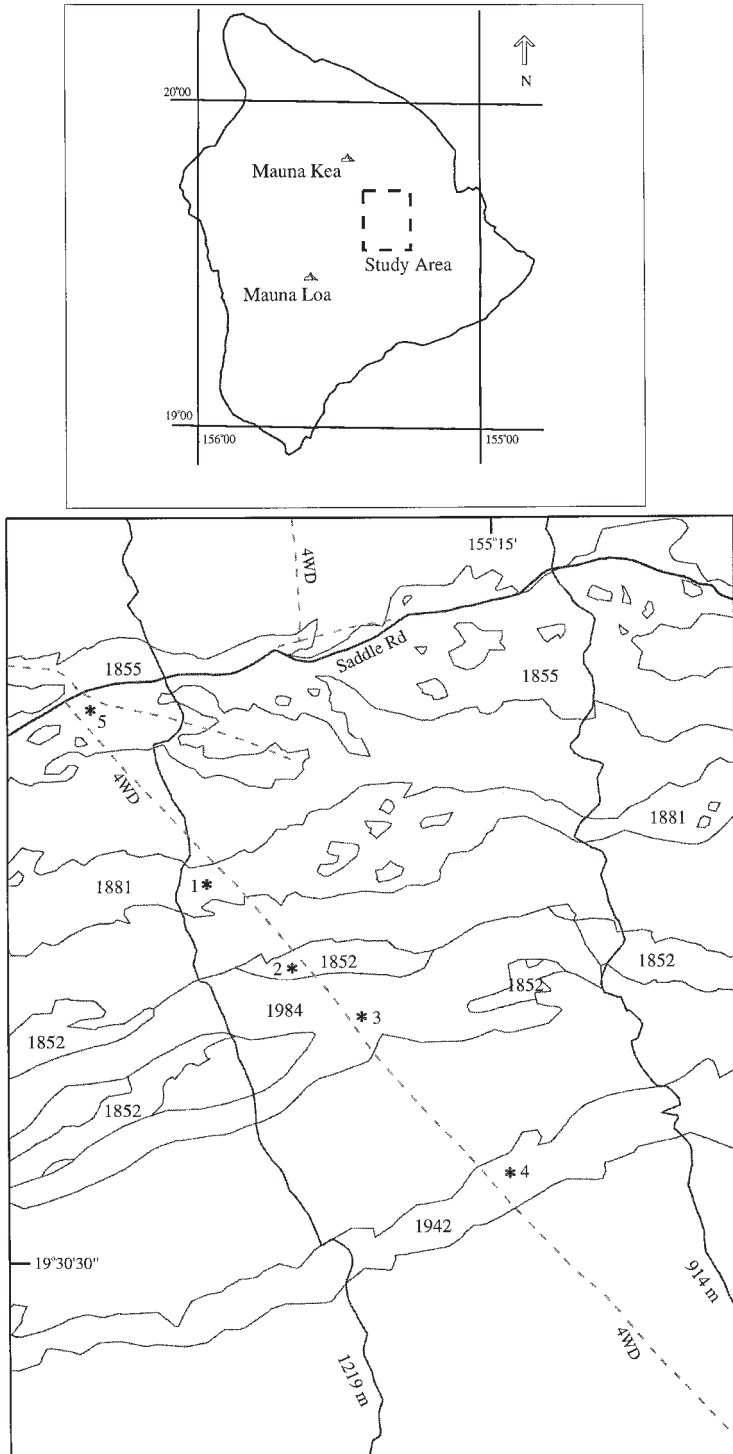 N
20°00
Mauna Kea
Study Area
Mauna Loa
19°00
156°00
155°00
4WD
155°15'
Saddle Rd
1855
1855
* 5
4WD
1881
1881
1 *
2 *
1852
1852
1852
1984
* 3
1852
1852
* 4
1942
19°30'30"
914 m
4WD
1219 m